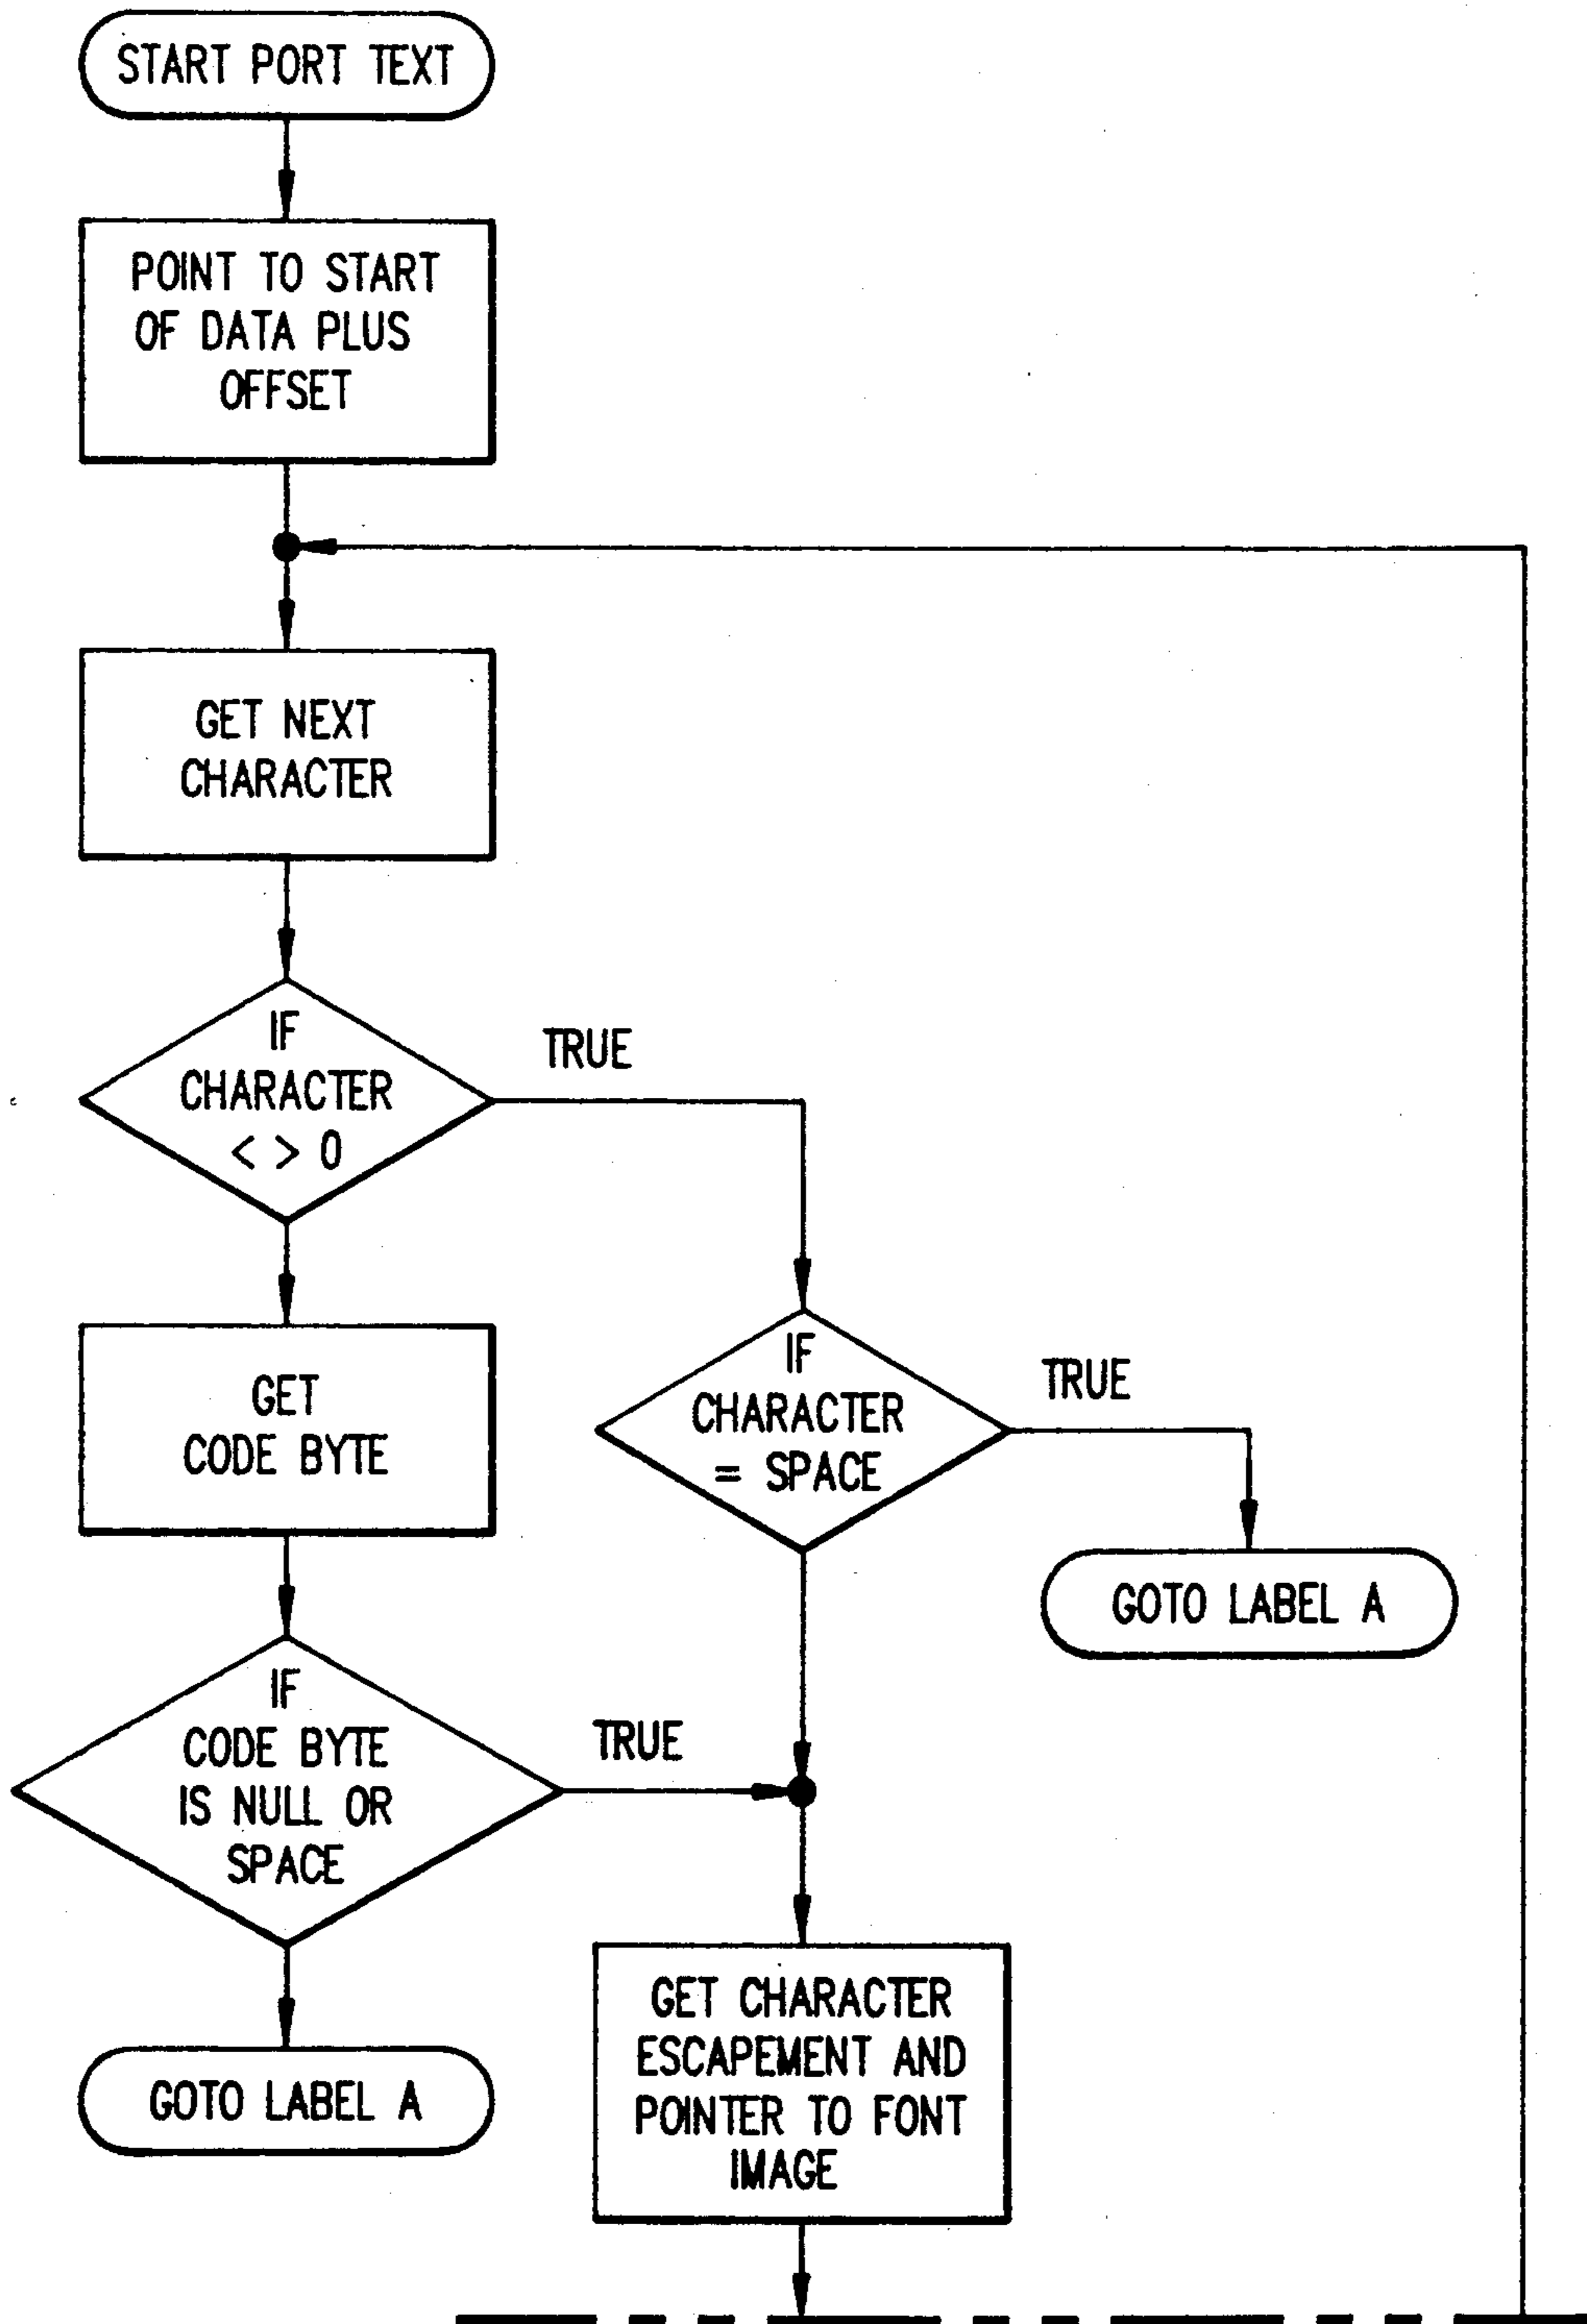 START PORT TEXT
POINT TO START
OF DATA PLUS
OFFSET
GET NEXT
CHARACTER
IF
CHARACTER
< > 0
TRUE
IF
CHARACTER
= SPACE
TRUE
GOTO LABEL A
GET
CODE BYTE
IF
CODE BYTE
IS NULL OR
SPACE
TRUE
GOTO LABEL A
GET CHARACTER
ESCAPEMENT AND
POINTER TO FONT
IMAGE